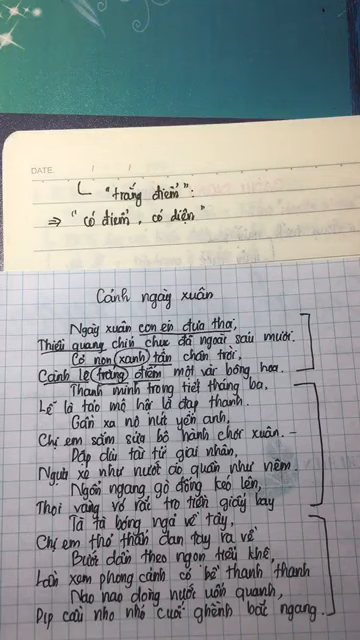 DATE / /
"trắng điểm":
⇒ "có điểm, có diện"
Cảnh ngày xuân
Ngày xuân con én đưa thoi,
Thiều quang chín chục đã ngoài sáu mươi.
Cỏ non (xanh) tận chân trời,
Cành lê (trắng) điểm một vài bông hoa.
Thanh minh trong tiết tháng ba,
Lễ là tảo mộ hội là đạp thanh.
Gần xa nô nức yến anh,
Chị em sắm sửa bộ hành chơi xuân.
Dập dìu tài tử giai nhân,
Ngựa xe như nước áo quần như nêm.
Ngổn ngang gò đống kéo lên,
Thoi vàng vó rắc tro tiền giấy bay
Tà tà bóng ngả về tây,
Chị em thơ thẩn dan tay ra về
Bước dần theo ngọn tiểu khê,
Lần xem phong cảnh có bề thanh thanh
Nao nao dòng nước uốn quanh,
Dịp cầu nho nhỏ cuối ghềnh bắt ngang.